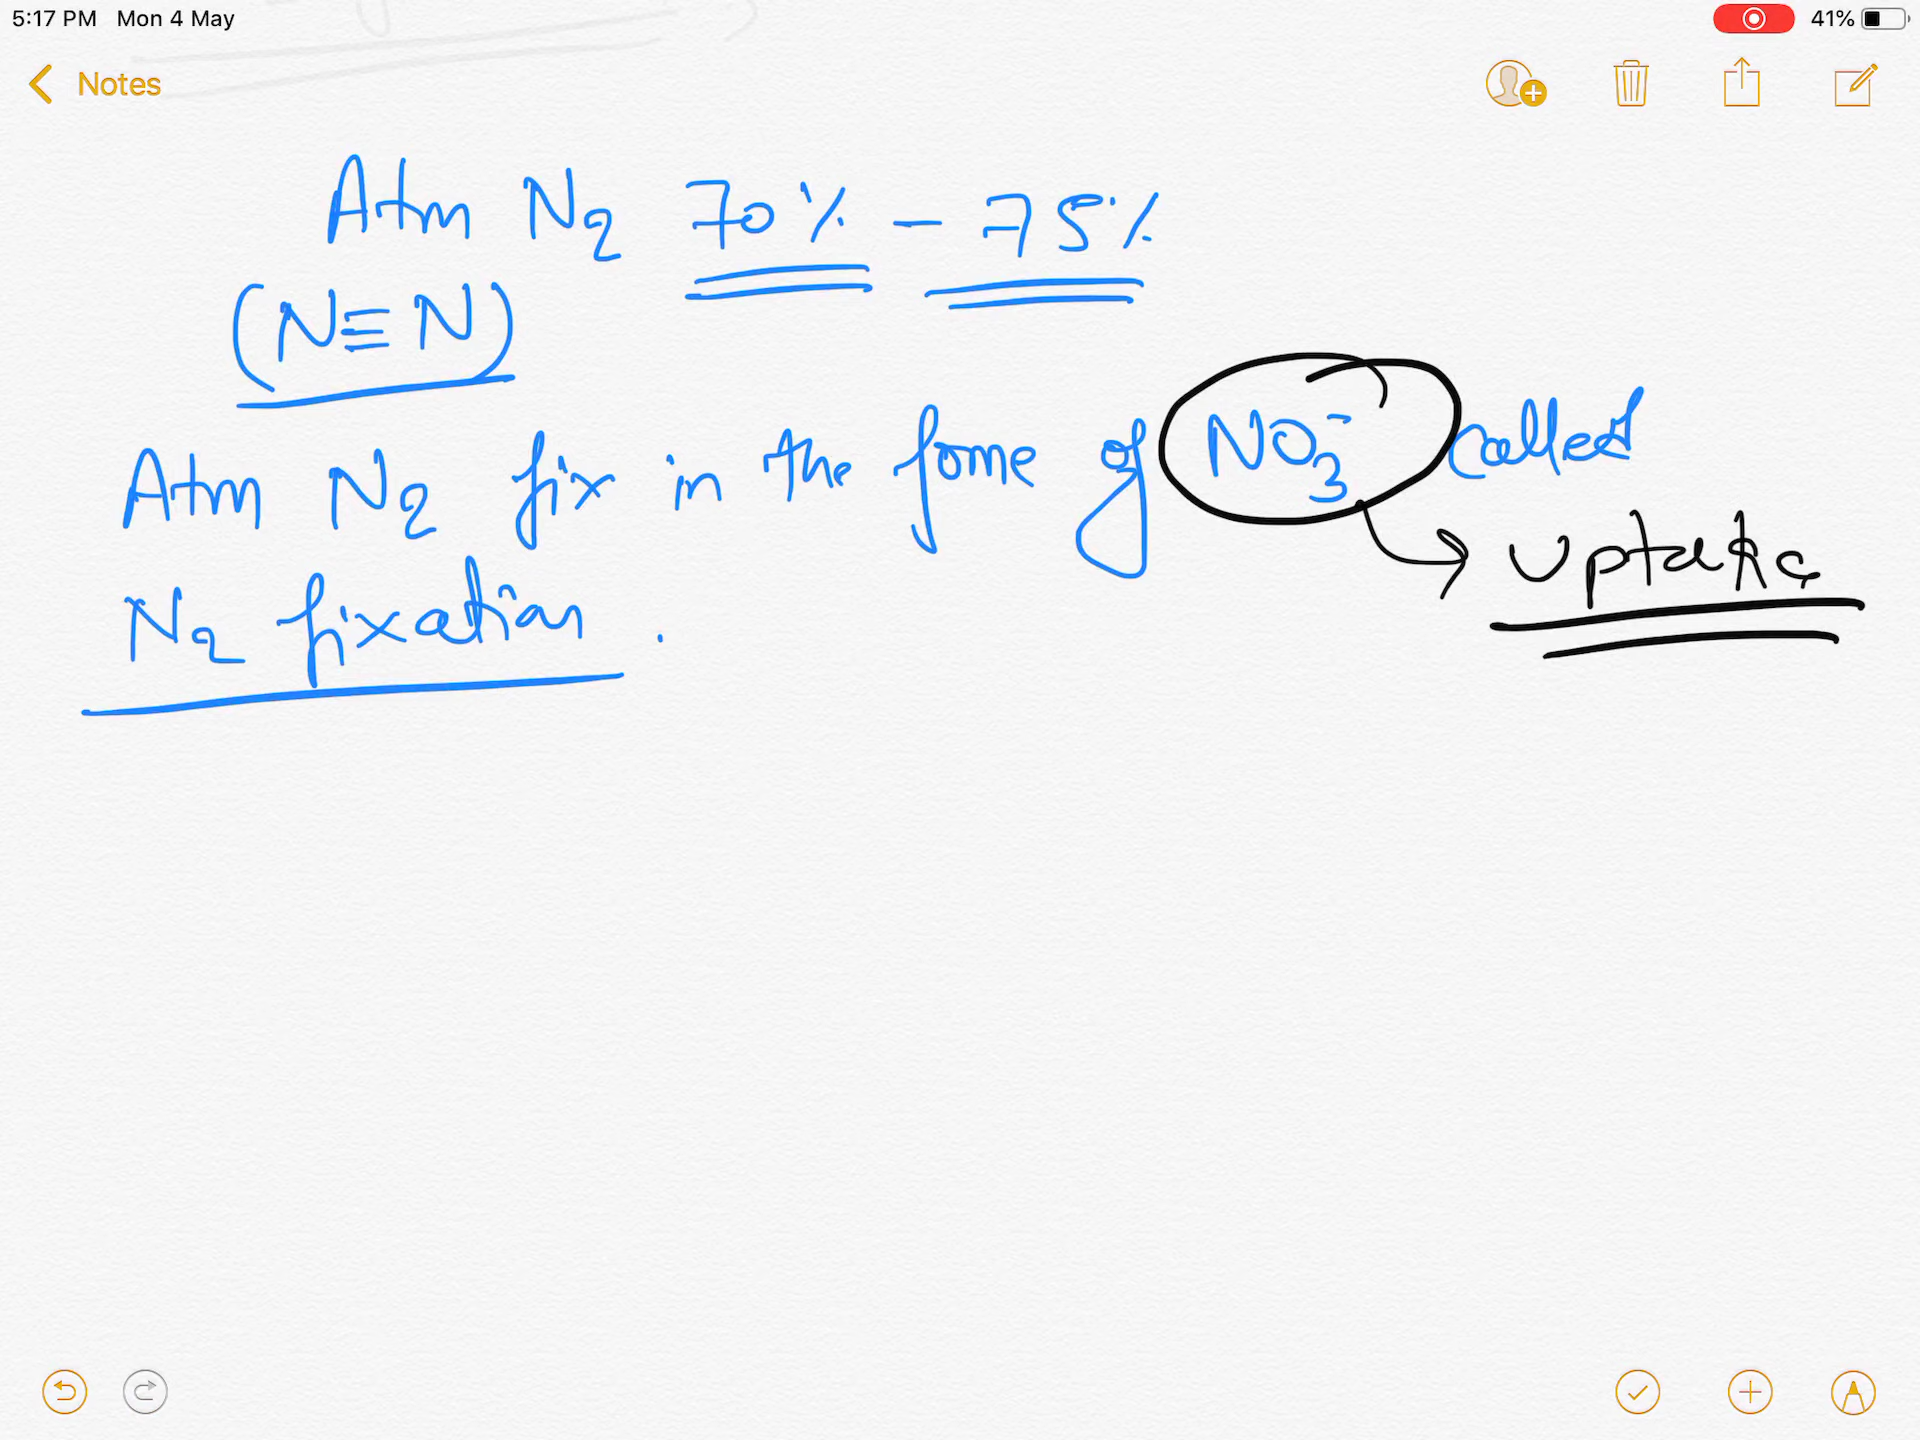 5:17 PM Mon 4 May 41%
Notes
Atm N₂ 70% - 75%
(N≡N)
Atm N₂ fix in the forme of NO₃⁻ called
→ uptake
N₂ fixation.